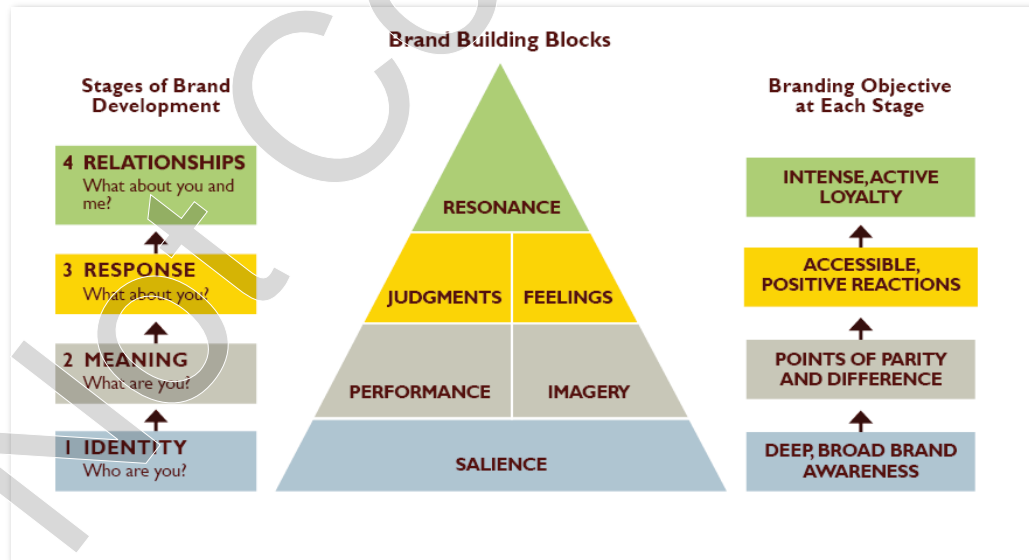 Brand Building Blocks
Stages of Brand
Development
4 RELATIONSHIPS
What about you and
me?
3 RESPONSE
What about you?
2 MEANING
What are you?
1 IDENTITY
Who are you?
RESONANCE
JUDGMENTS
FEELINGS
PERFORMANCE
IMAGERY
SALIENCE
Branding Objective
at Each Stage
INTENSE,ACTIVE
LOYALTY
ACCESSIBLE,
POSITIVE REACTIONS
POINTS OF PARITY
AND DIFFERENCE
DEEP, BROAD BRAND
AWARENESS
Not